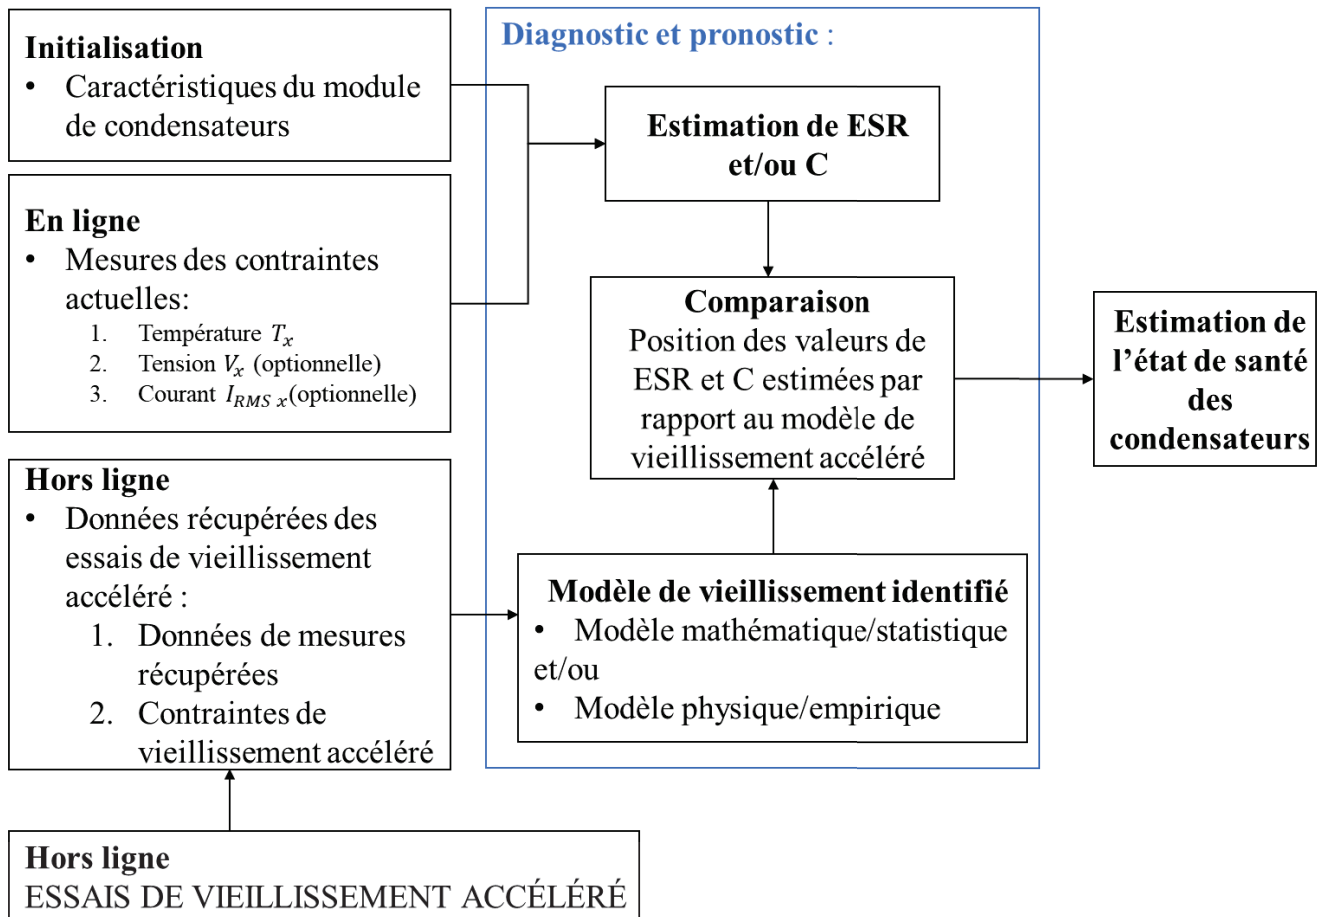 Initialisation
• Caractéristiques du module
de condensateurs
En ligne
• Mesures des contraintes
actuelles:
1. Température Tₓ
2. Tension Vₓ (optionnelle)
3. Courant I_RMS x(optionnelle)
Hors ligne
• Données récupérées des
essais de vieillissement
accéléré :
1. Données de mesures
récupérées
2. Contraintes de
vieillissement accéléré
Hors ligne
ESSAIS DE VIEILLISSEMENT ACCÉLÉRÉ
Diagnostic et pronostic :
Estimation de ESR
et/ou C
Comparaison
Position des valeurs de
ESR et C estimées par
rapport au modèle de
vieillissement accéléré
Modèle de vieillissement identifié
• Modèle mathématique/statistique
et/ou
• Modèle physique/empirique
Estimation de
l’état de santé
des
condensateurs